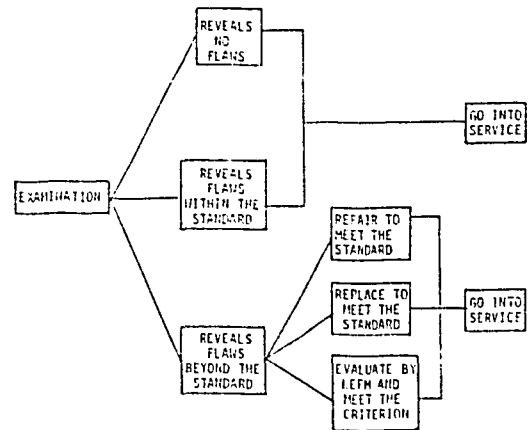 REVEALS
NO
FLAWS
GO INTO
SERVICE
EXAMINATION
REVEALS
FLAWS
WITHIN THE
STANDARD
REPAIR TO
MEET THE
STANDARD
REPLACE TO
MEET THE
STANDARD
GO INTO
SERVICE
REVEALS
FLAWS
BEYOND THE
STANDARD
EVALUATE BY
LEFM AND
MEET THE
CRITERION